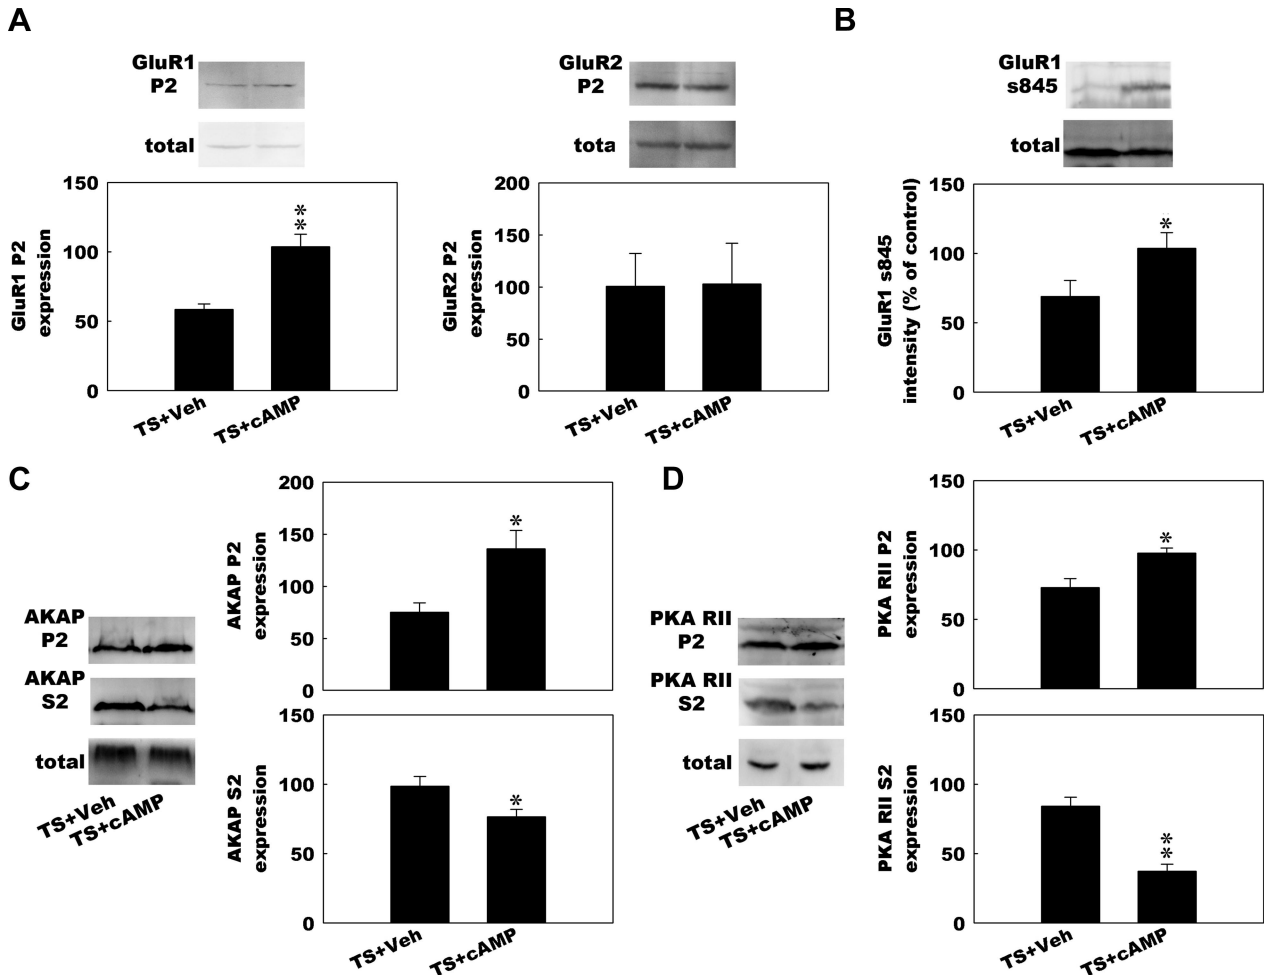 A
B
GluR1
P2
total
GluR2
P2
tota
GluR1
s845
total
GluR1 P2
expression
150
100
50
0
**
TS+Veh
TS+cAMP
GluR2 P2
expression
200
150
100
50
0
TS+Veh
TS+cAMP
GluR1 s845
intensity (% of control)
150
100
50
0
*
TS+Veh
TS+cAMP
C
D
AKAP
P2
AKAP
S2
total
TS+Veh
TS+cAMP
AKAP P2
expression
200
150
100
50
0
*
AKAP S2
expression
150
100
50
0
*
TS+Veh
TS+cAMP
PKA RII
P2
PKA RII
S2
total
TS+Veh
TS+cAMP
PKA RII P2
expression
150
100
50
0
*
PKA RII S2
expression
150
100
50
0
**
TS+Veh
TS+cAMP